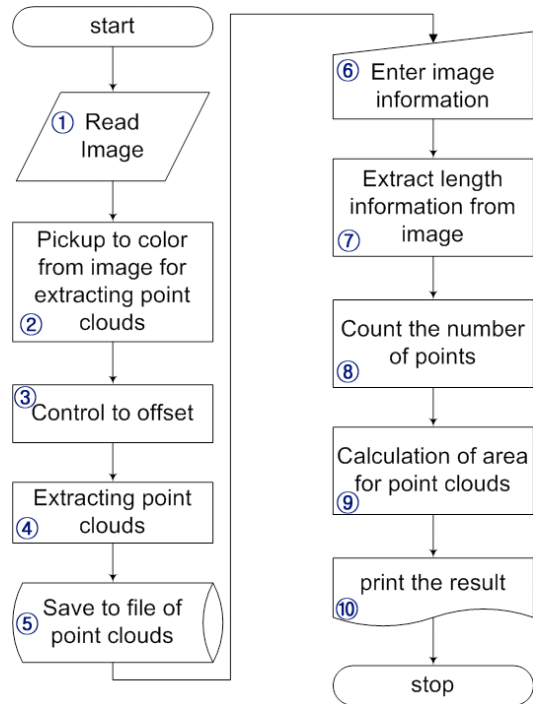 start
① Read
Image
Pickup to color
from image for
extracting point
② clouds
③
Control to offset
Extracting point
④ clouds
⑤ Save to file of
point clouds
⑥ Enter image
information
Extract length
information from
⑦ image
Count the number
⑧ of points
Calculation of area
⑨ for point clouds
print the result
⑩
stop